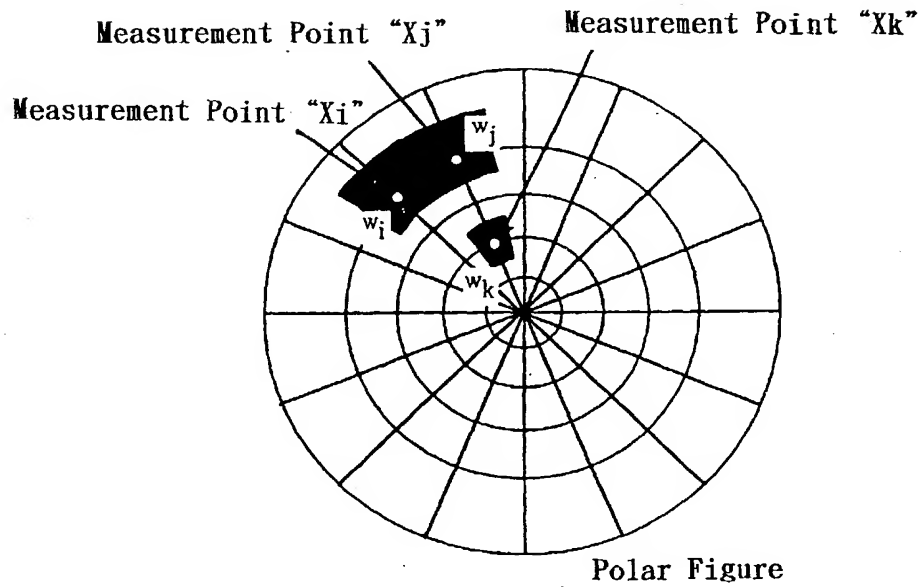 Measurement Point “Xj”
Measurement Point “Xk”
Measurement Point “Xi”
wj
wi
wk
Polar Figure